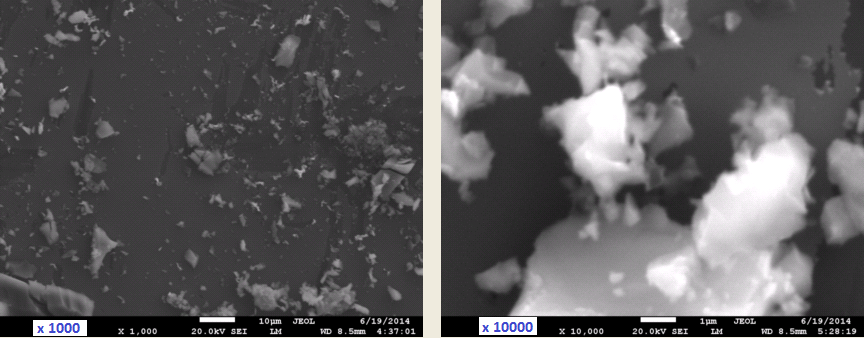 10µm JEOL 6/19/2014
x 1000 X 1,000 20.0kV SEI LM WD 8.5mm 4:37:01
1µm JEOL 6/19/2014
x 10000 X 10,000 20.0kV SEI LM WD 8.5mm 5:28:19